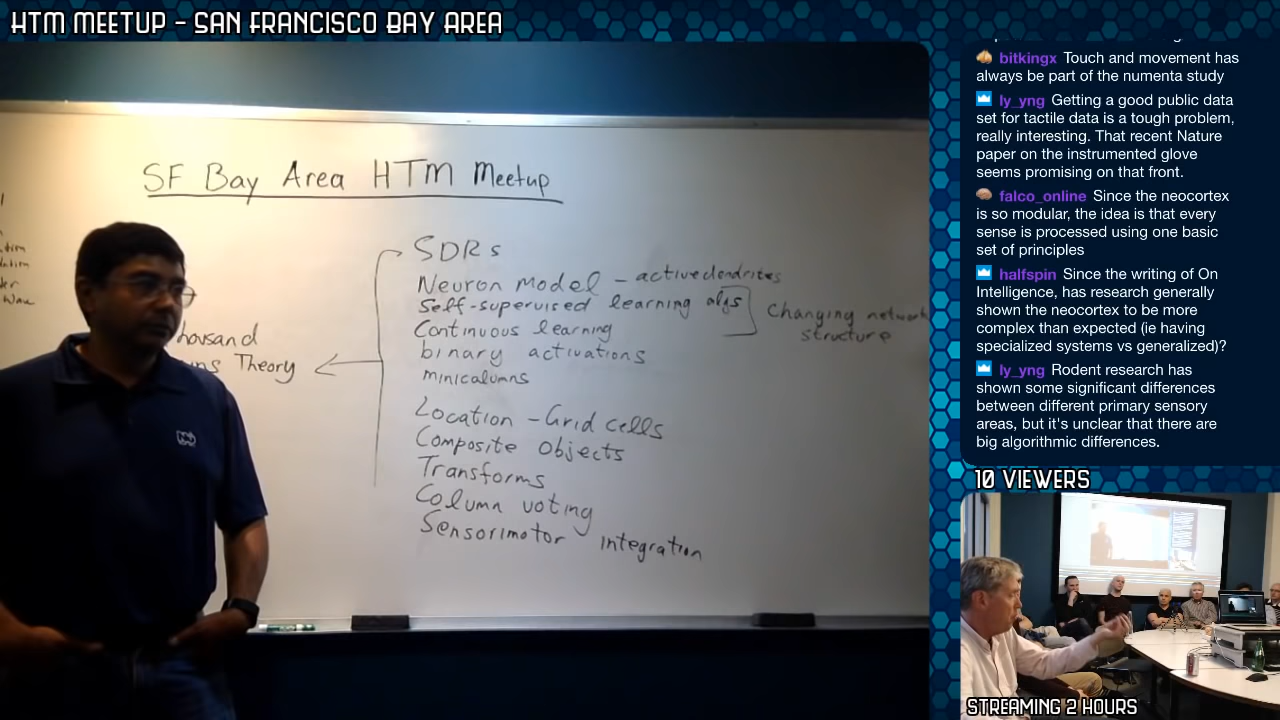 HTM MEETUP - SAN FRANCISCO BAY AREA
SF Bay Area HTM Meetup
SDRs
Neuron model - active dendrites
Self-supervised learning algs
Continuous learning
Changing network
structure
binary activations
minicolumns
housand
ns Theory
Location - Grid cells
Composite Objects
Transforms
Column voting
Sensorimotor integration
bitkingx Touch and movement has
always be part of the numenta study
ly_yng Getting a good public data
set for tactile data is a tough problem,
really interesting. That recent Nature
paper on the instrumented glove
seems promising on that front.
falco_online Since the neocortex
is so modular, the idea is that every
sense is processed using one basic
set of principles
halfspin Since the writing of On
Intelligence, has research generally
shown the neocortex to be more
complex than expected (ie having
specialized systems vs generalized)?
ly_yng Rodent research has
shown some significant differences
between different primary sensory
areas, but it's unclear that there are
big algorithmic differences.
10 VIEWERS
STREAMING 2 HOURS